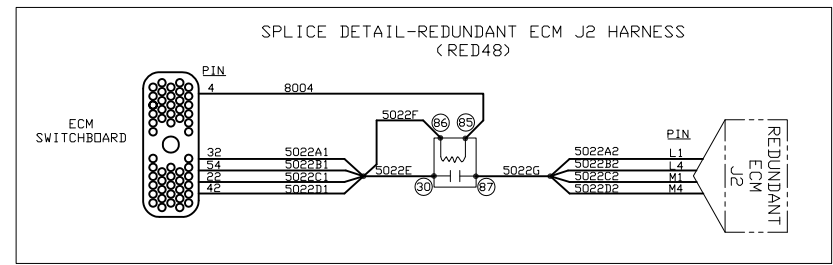 SPLICE DETAIL-REDUNDANT ECM J2 HARNESS
(RED48)
PIN
4 8004
ECM
SWITCHBOARD
5022F
86 85
32 5022A1
54 5022B1
22 5022C1
42 5022D1
5022E
30 87
5022G
PIN
5022A2 L1
5022B2 L4
5022C2 M1
5022D2 M4
REDUNDANT
ECM
J2